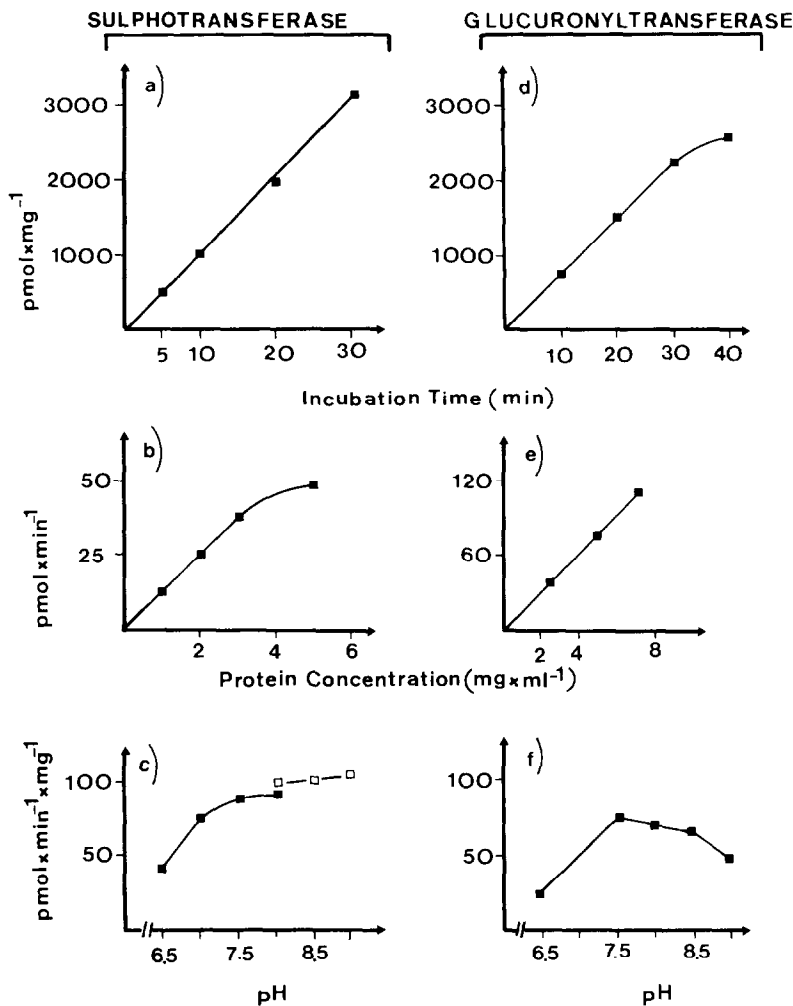 SULPHOTRANSFERASE
GLUCURONYLTRANSFERASE
a)
3000
2000
1000
pmol×mg⁻¹
5 10 20 30
d)
3000
2000
1000
10 20 30 40
Incubation Time (min)
b)
50
25
pmol×min⁻¹
2 4 6
e)
120
60
2 4 8
Protein Concentration (mg×ml⁻¹)
c)
100
50
pmol×min⁻¹×mg⁻¹
6,5 7.5 8,5
pH
f)
100
50
6,5 7.5 8.5
pH